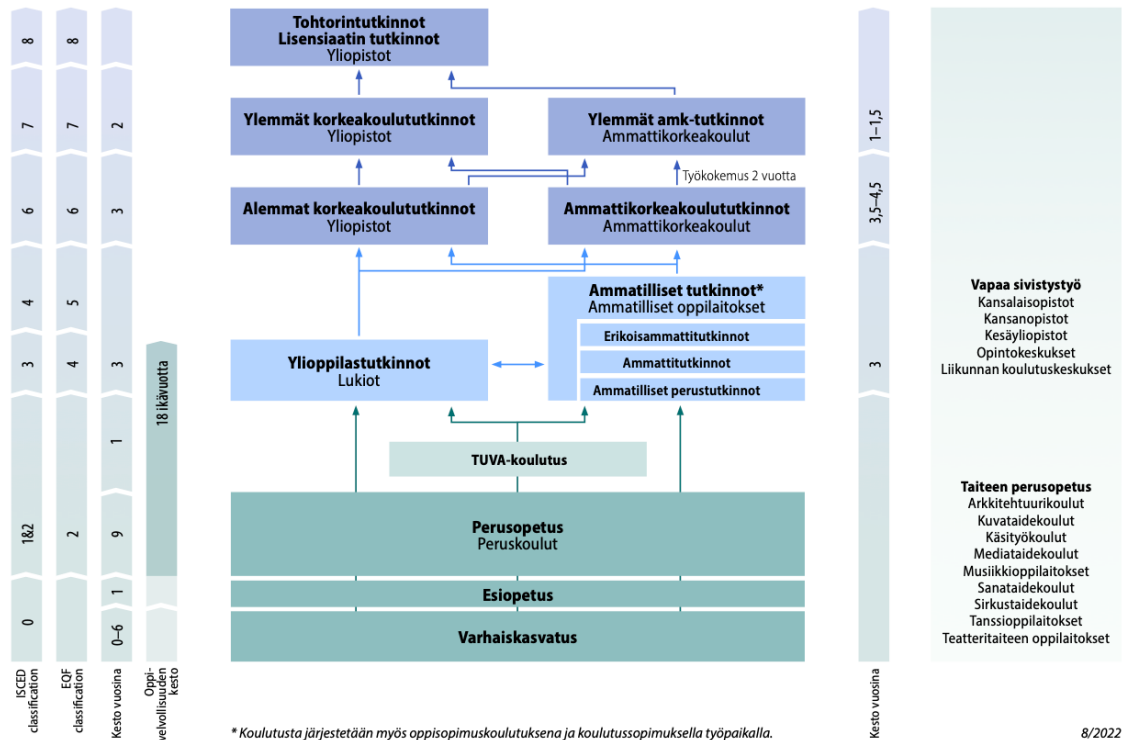 8
7
6
4
3
1&2
0
ISCED
classification
8
7
6
5
4
2
EQF
classification
2
3
3
1
9
1
0–6
Kesto vuosina
18 ikävuotta
Oppi-
velvollisuuden
kesto
Tohtorintutkinnot
Lisensiaatin tutkinnot
Yliopistot
Ylemmät korkeakoulututkinnot
Yliopistot
Ylemmät amk-tutkinnot
Ammattikorkeakoulut
Työkokemus 2 vuotta
Alemmat korkeakoulututkinnot
Yliopistot
Ammattikorkeakoulututkinnot
Ammattikorkeakoulut
Ammatilliset tutkinnot*
Ammatilliset oppilaitokset
Erikoisammattitutkinnot
Ammattitutkinnot
Ammatilliset perustutkinnot
Ylioppilastutkinnot
Lukiot
TUVA-koulutus
Perusopetus
Peruskoulut
Esiopetus
Varhaiskasvatus
1–1,5
3,5–4,5
3
Kesto vuosina
Vapaa sivistystyö
Kansalaisopistot
Kansanopistot
Kesäyliopistot
Opintokeskukset
Liikunnan koulutuskeskukset
Taiteen perusopetus
Arkkitehtuurikoulut
Kuvataidekoulut
Käsityökoulut
Mediataidekoulut
Musiikkioppilaitokset
Sanataidekoulut
Sirkustaidekoulut
Tanssioppilaitokset
Teatteritaiteen oppilaitokset
* Koulutusta järjestetään myös oppisopimuskoulutuksena ja koulutussopimuksella työpaikalla.
8/2022